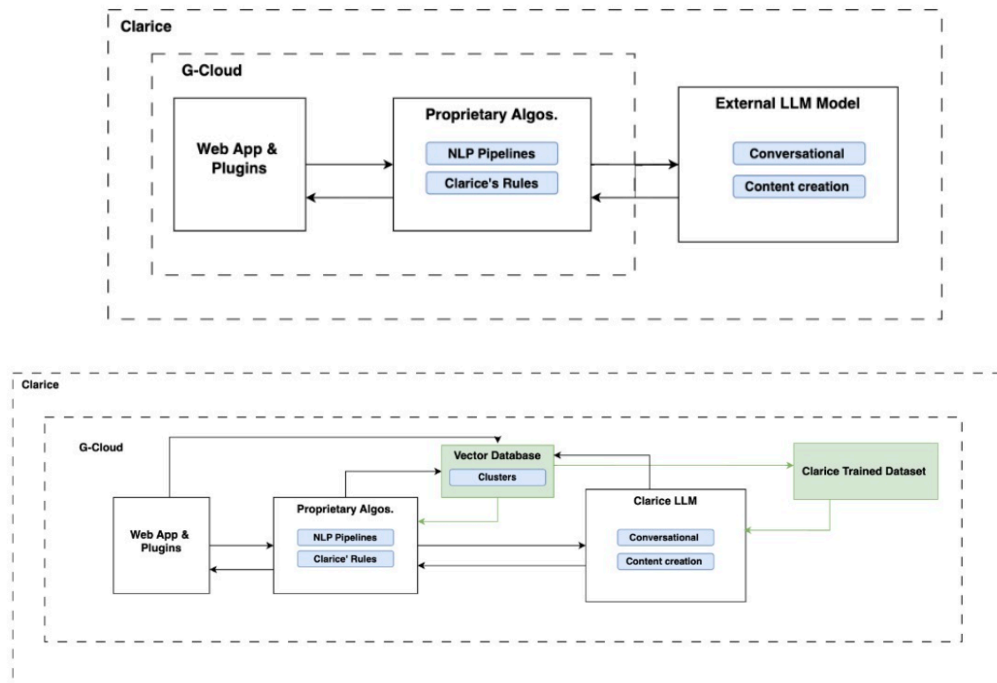 Clarice
G-Cloud
Web App &
Plugins
Proprietary Algos.
NLP Pipelines
Clarice's Rules
External LLM Model
Conversational
Content creation
Clarice
G-Cloud
Vector Database
Clusters
Clarice Trained Dataset
Web App &
Plugins
Proprietary Algos.
NLP Pipelines
Clarice' Rules
Clarice LLM
Conversational
Content creation